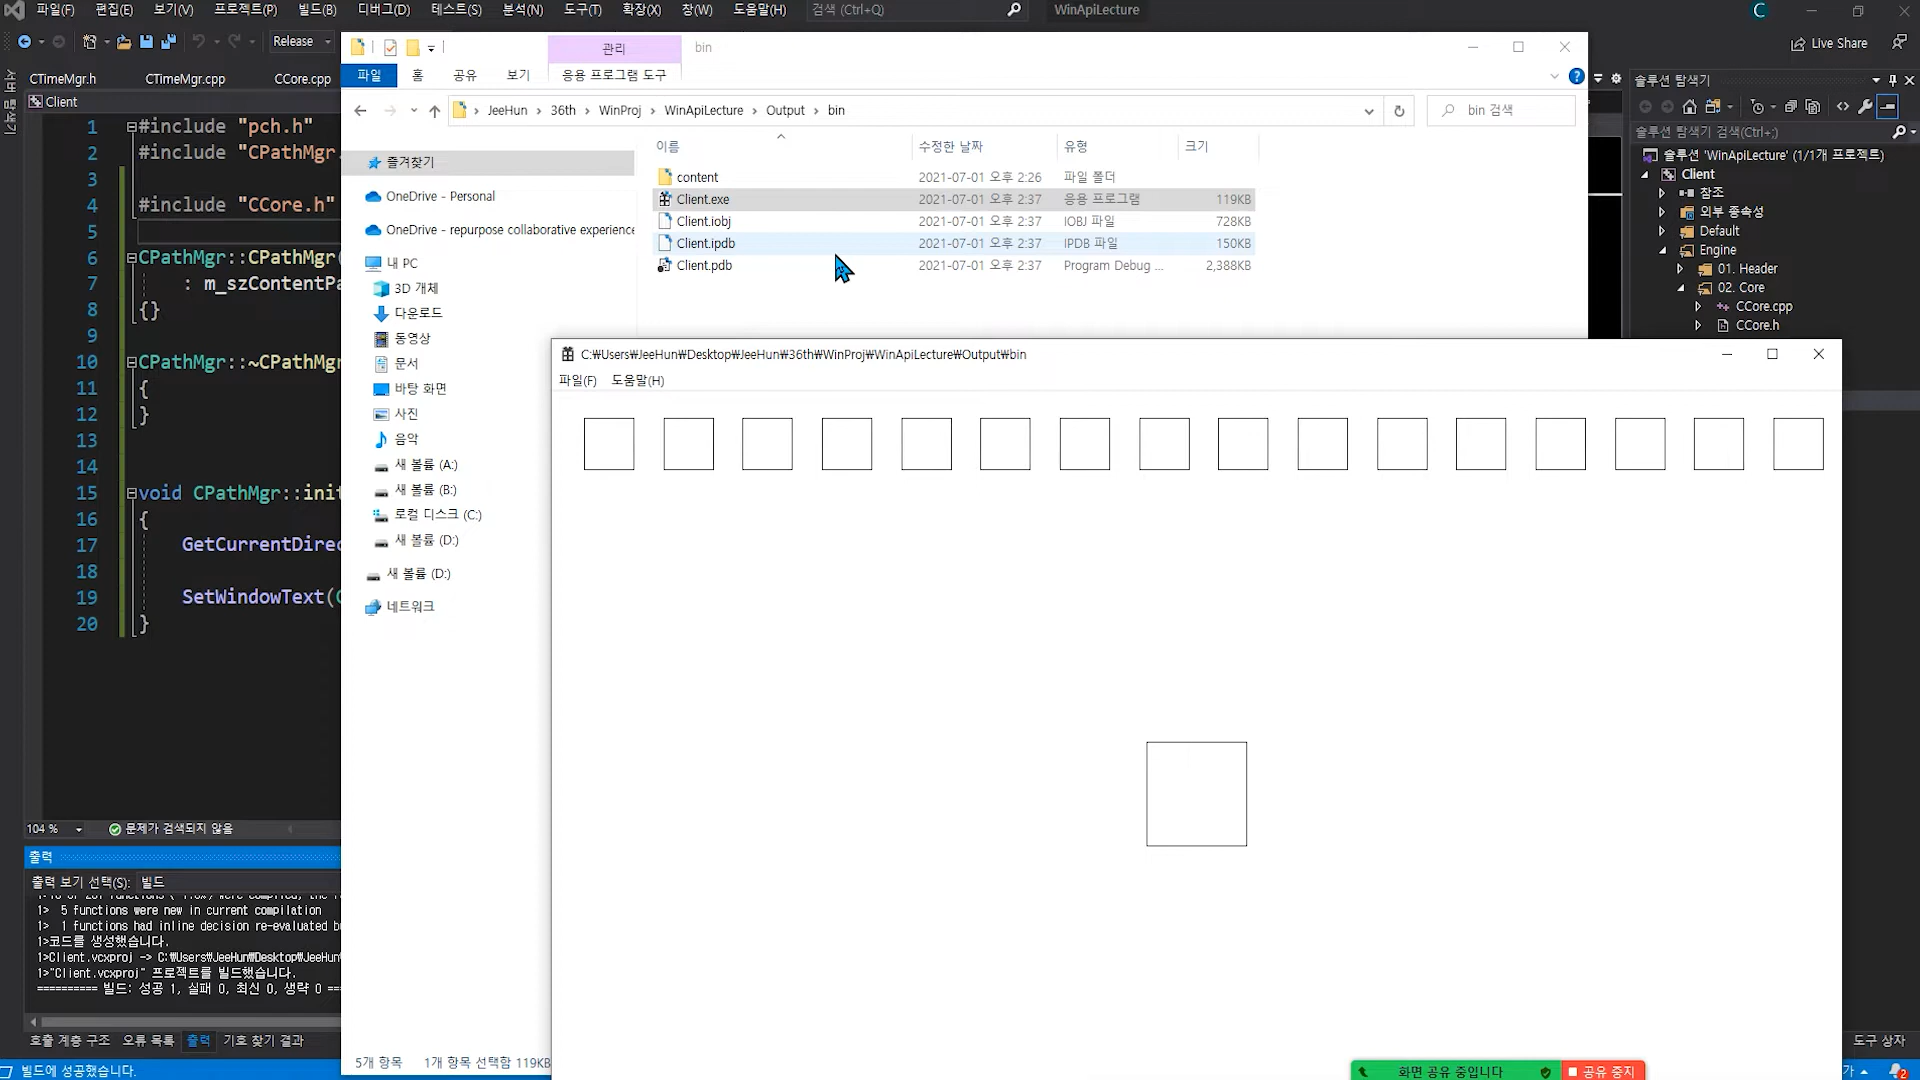 파일(F) 편집(E) 보기(V) 프로젝트(P) 빌드(B) 디버그(D) 테스트(S) 분석(N) 도구(T) 확장(X) 창(W) 도움말(H) 검색 (Ctrl+Q) WinApiLecture
Release
Live Share
CTimeMgr.h CTimeMgr.cpp CCore.cpp
Client
1 #include "pch.h"
2 #include "CPathMgr.
3
4 #include "CCore.h"
5
6 CPathMgr::CPathMgr(
7 : m_szContentPa
8 {}
9
10 CPathMgr::~CPathMgr
11 {
12 }
13
14
15 void CPathMgr::init
16 {
17 GetCurrentDirec
18
19 SetWindowText(
20 }
104 % 문제가 검색되지 않음
출력
출력 보기 선택(S): 빌드
1> 5 functions were new in current compilation
1> 1 functions had inline decision re-evaluated b
1>코드를 생성했습니다.
1>Client.vcxproj -> C:₩Users₩JeeHun₩Desktop₩JeeHun₩
1>"Client.vcxproj" 프로젝트를 빌드했습니다.
========== 빌드: 성공 1, 실패 0, 최신 0, 생략 0 ==
호출 계층 구조 오류 목록 출력 기호 찾기 결과
빌드에 성공했습니다.
관리 bin
파일 홈 공유 보기 응용 프로그램 도구
JeeHun › 36th › WinProj › WinApiLecture › Output › bin
bin 검색
즐겨찾기
OneDrive - Personal
OneDrive - repurpose collaborative experience
내 PC
3D 개체
다운로드
동영상
문서
바탕 화면
사진
음악
새 볼륨 (A:)
새 볼륨 (B:)
로컬 디스크 (C:)
새 볼륨 (D:)
새 볼륨 (D:)
네트워크
이름 수정한 날짜 유형 크기
content 2021-07-01 오후 2:26 파일 폴더
Client.exe 2021-07-01 오후 2:37 응용 프로그램 119KB
Client.iobj 2021-07-01 오후 2:37 IOBJ 파일 728KB
Client.ipdb 2021-07-01 오후 2:37 IPDB 파일 150KB
Client.pdb 2021-07-01 오후 2:37 Program Debug ... 2,388KB
5개 항목 1개 항목 선택함 119KB
C:₩Users₩JeeHun₩Desktop₩JeeHun₩36th₩WinProj₩WinApiLecture₩Output₩bin
파일(F) 도움말(H)
화면 공유 중입니다 공유 중지
솔루션 탐색기
솔루션 탐색기 검색(Ctrl+;)
솔루션 'WinApiLecture' (1/1개 프로젝트)
Client
참조
외부 종속성
Default
Engine
01. Header
02. Core
CCore.cpp
CCore.h
도구 상자